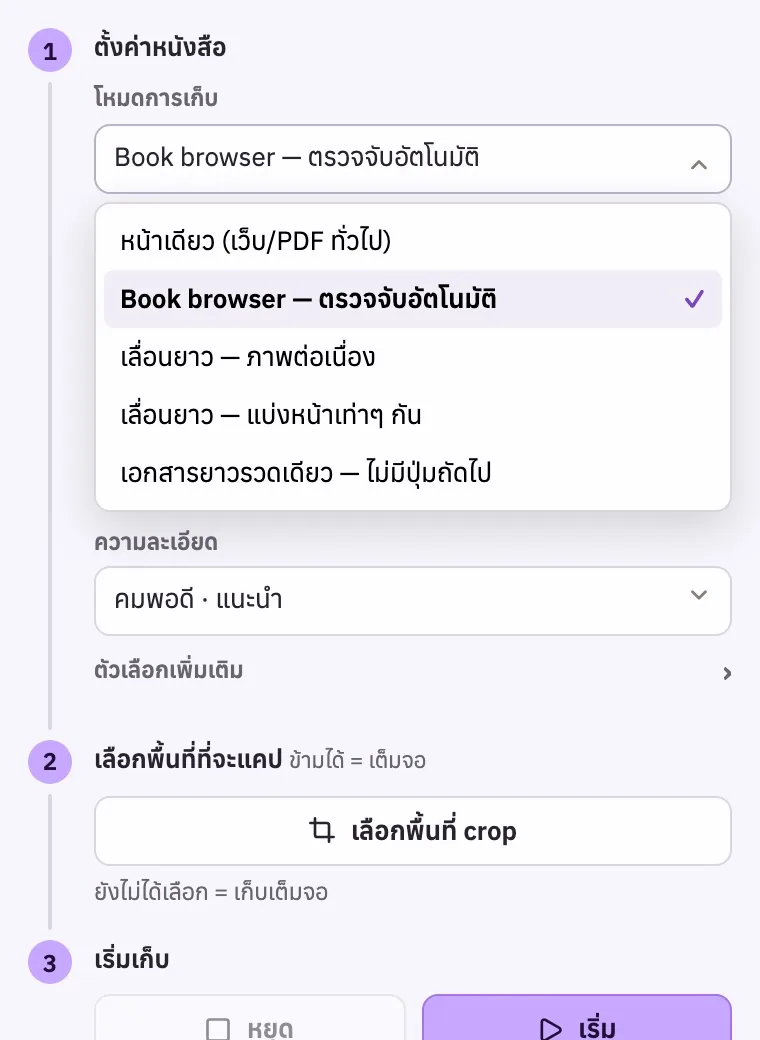 1 ตั้งค่าหนังสือ
โหมดการเก็บ
Book browser — ตรวจจับอัตโนมัติ
หน้าเดียว (เว็บ/PDF ทั่วไป)
Book browser — ตรวจจับอัตโนมัติ
เลื่อนยาว — ภาพต่อเนื่อง
เลื่อนยาว — แบ่งหน้าเท่าๆ กัน
เอกสารยาวรวดเดียว — ไม่มีปุ่มถัดไป
ความละเอียด
คมพอดี · แนะนำ
ตัวเลือกเพิ่มเติม
2 เลือกพื้นที่ที่จะแคป ข้ามได้ = เต็มจอ
เลือกพื้นที่ crop
ยังไม่ได้เลือก = เก็บเต็มจอ
3 เริ่มเก็บ
หยุด เริ่ม